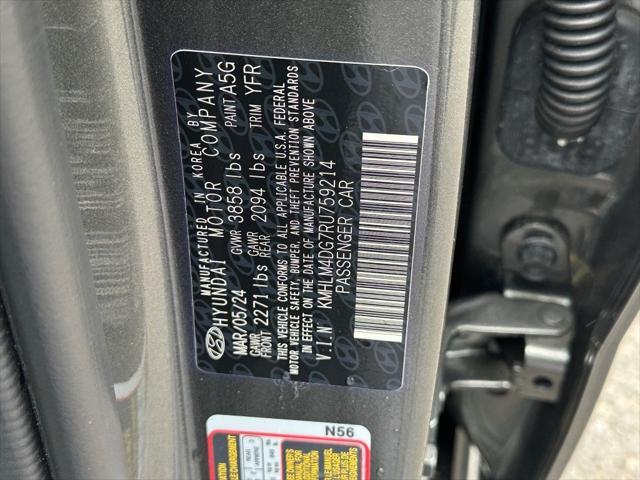 MANUFACTURED IN KOREA BY
HYUNDAI MOTOR COMPANY
MAR/05/24 GVWR 3858 lbs PAINT A5G
GAWR FRONT 2271 lbs GAWR REAR 2094 lbs TRIM YFR
THIS VEHICLE CONFORMS TO ALL APPLICABLE U.S.A. FEDERAL
MOTOR VEHICLE SAFETY, BUMPER, AND THEFT PREVENTION STANDARDS
IN EFFECT ON THE DATE OF MANUFACTURE SHOWN ABOVE
V.I.N KMHLM4DG7RU759214
PASSENGER CAR
N56